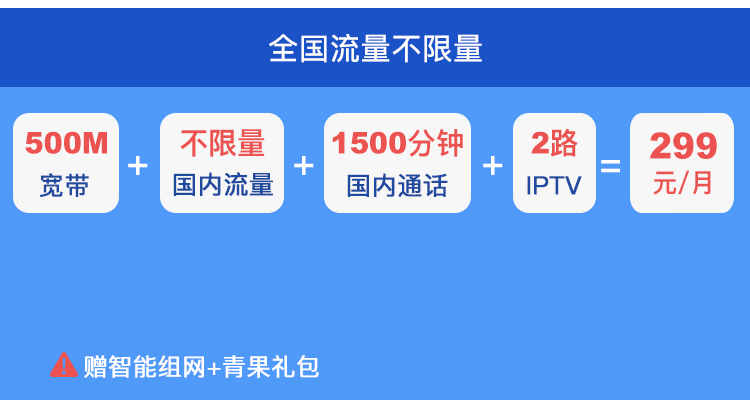 全国流量不限量
500M
宽带
+
不限量
国内流量
+
1500分钟
国内通话
+
2路
IPTV
=
299
元/月
赠智能组网+青果礼包